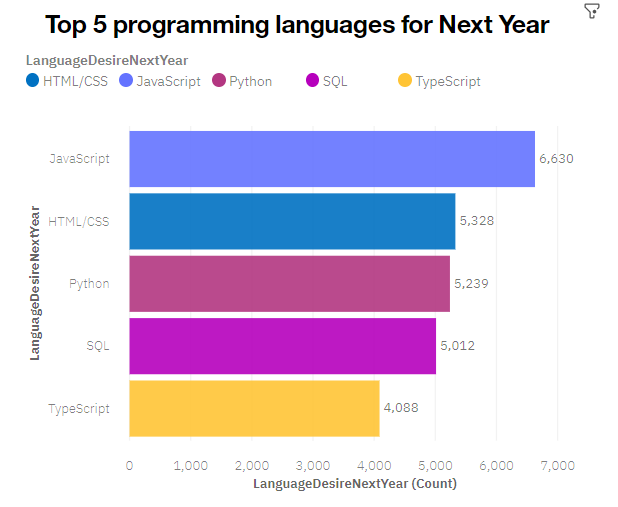 Top 5 programming languages for Next Year
LanguageDesireNextYear
HTML/CSS JavaScript Python SQL TypeScript
JavaScript 6,630
HTML/CSS 5,328
Python 5,239
SQL 5,012
TypeScript 4,088
LanguageDesireNextYear
0 1,000 2,000 3,000 4,000 5,000 6,000 7,000
LanguageDesireNextYear (Count)